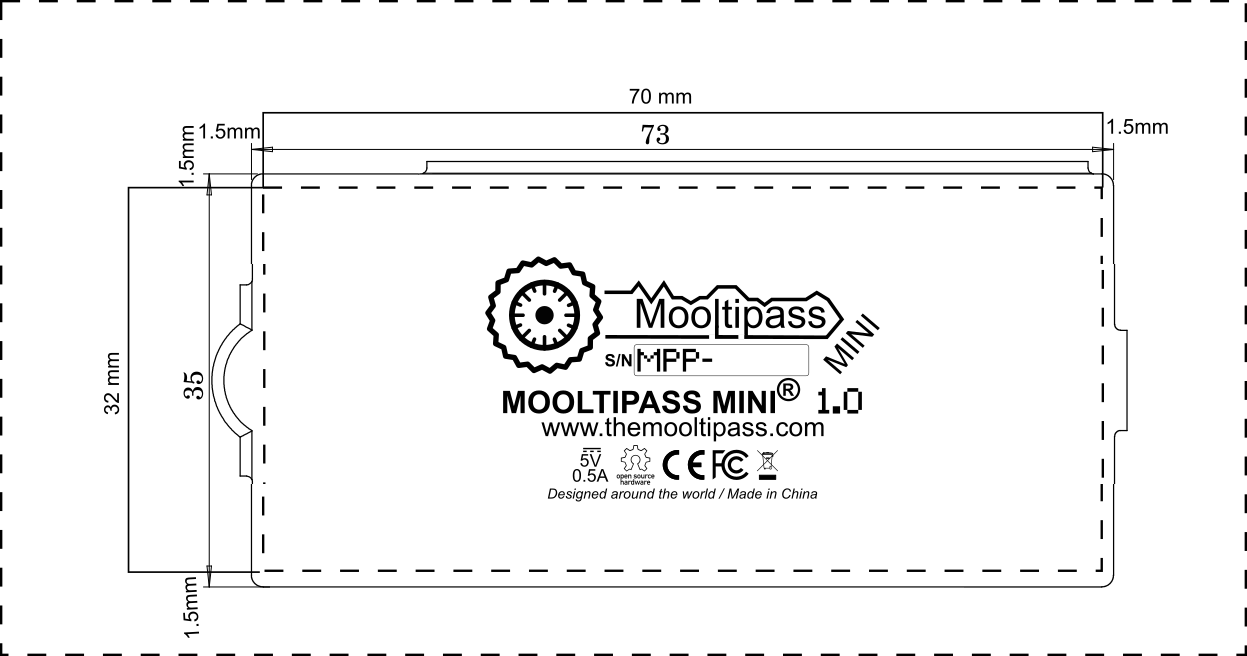 70 mm
1.5mm
73
1.5mm
1.5mm
32 mm
35
1.5mm
Mooltipass
MINI
S/N MPP-
MOOLTIPASS MINI® 1.0
www.themooltipass.com
5V
0.5A
open source
hardware
CE FC
Designed around the world / Made in China